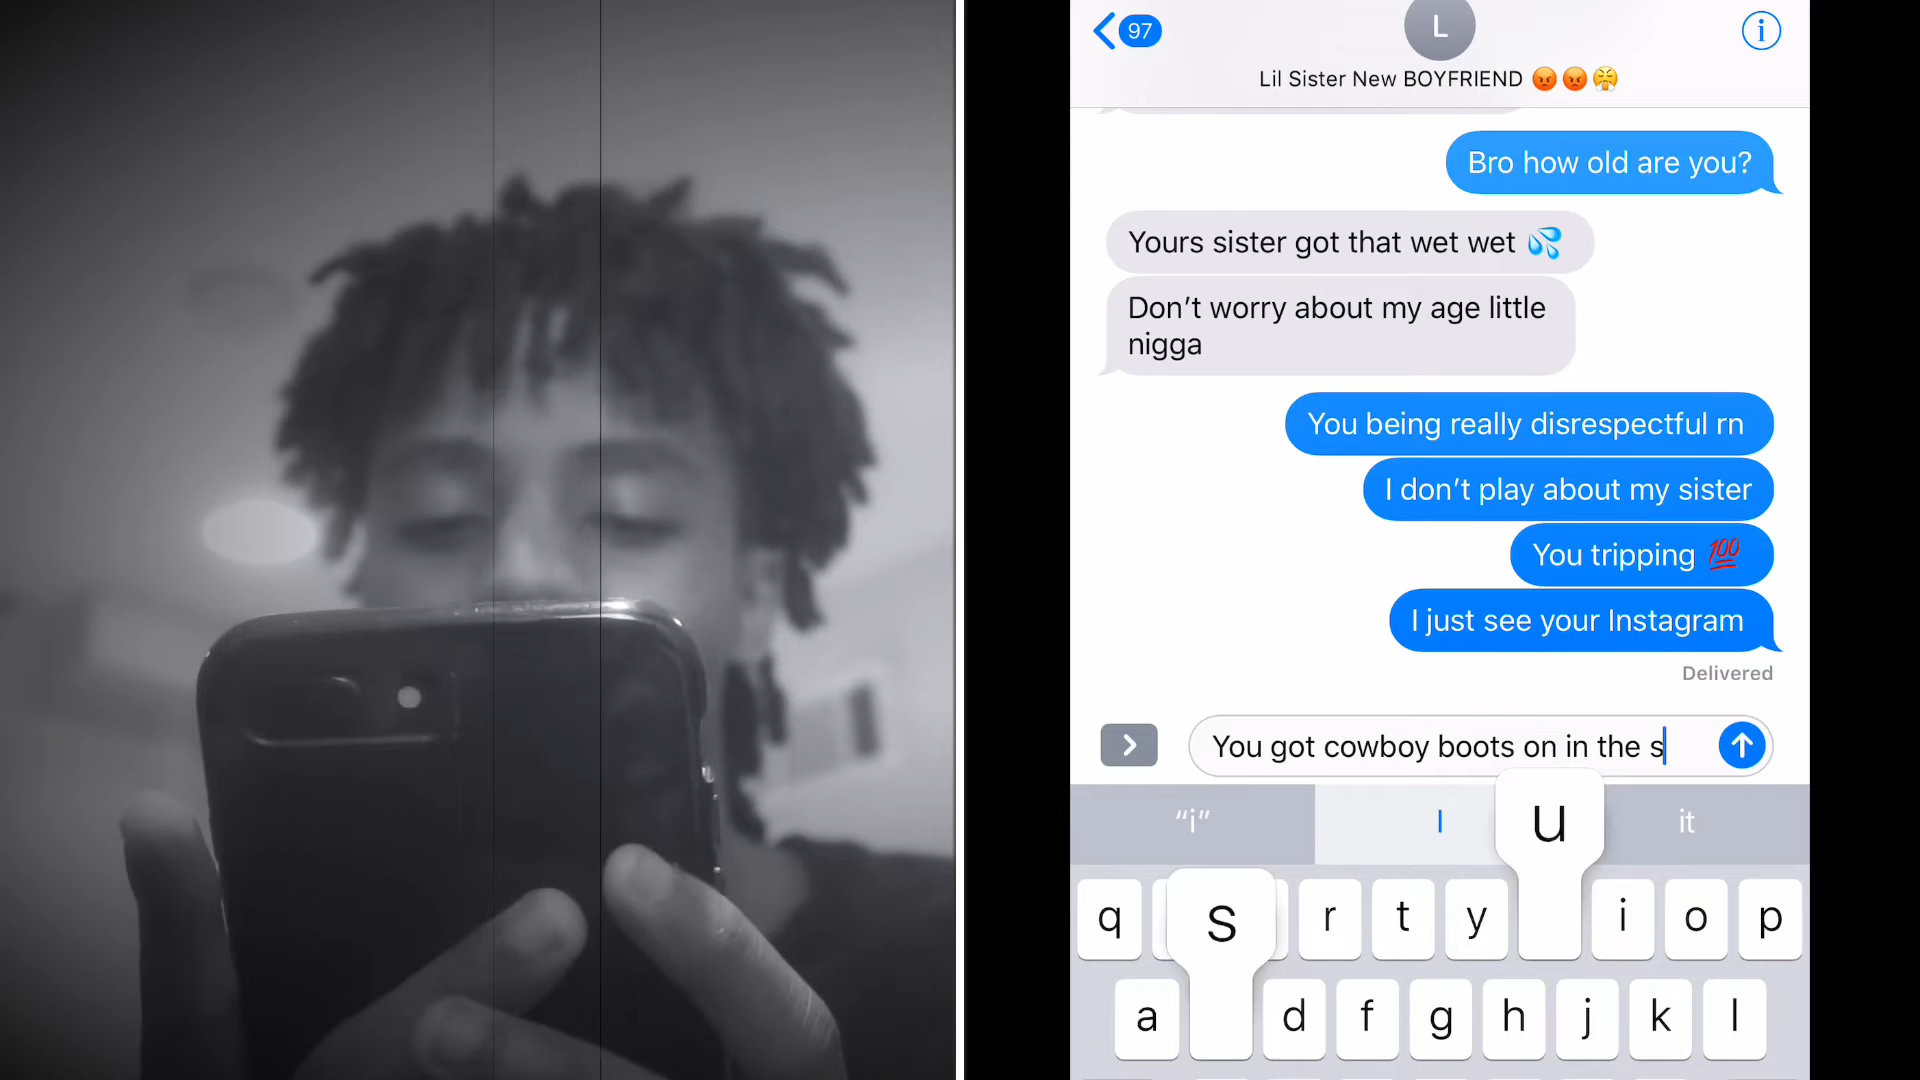 97
L
Lil Sister New BOYFRIEND 😡😡😤
Bro how old are you?
Yours sister got that wet wet 💦
Don’t worry about my age little
nigga
You being really disrespectful rn
I don’t play about my sister
You tripping 💯
I just see your Instagram
Delivered
You got cowboy boots on in the s
“i”
I
u
it
q
s
r
t
y
i
o
p
a
d
f
g
h
j
k
l